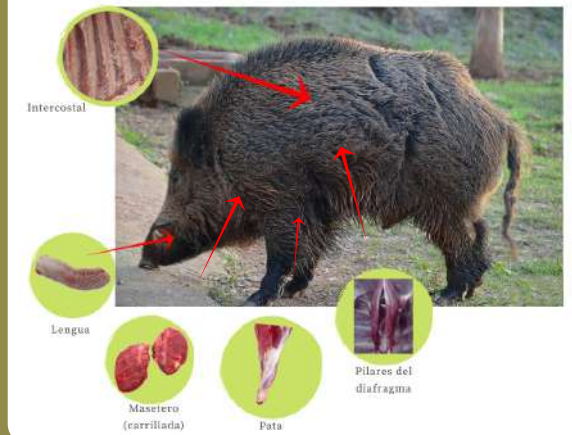 Intercostal
Lengua
Masetero
(carrillada)
Pata
Pilares del
diafragma